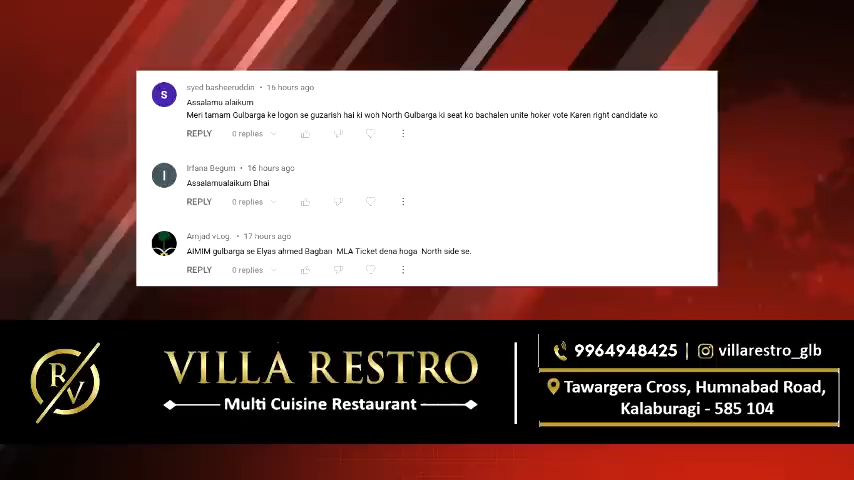 S
syed basheeruddin • 16 hours ago
Assalamu alaikum
Meri tamam Gulbarga ke logon se guzarish hai ki woh North Gulbarga ki seat ko bachalen unite hoker vote Karen right candidate ko
REPLY 0 replies
I
Irfana Begum • 16 hours ago
Assalamualaikum Bhai
REPLY 0 replies
Amjad vLog. • 17 hours ago
AIMIM gulbarga se Elyas ahmed Bagban MLA Ticket dena hoga North side se.
REPLY 0 replies
RV
VILLA RESTRO
Multi Cuisine Restaurant
9964948425 | villarestro_glb
Tawargera Cross, Humnabad Road,
Kalaburagi - 585 104